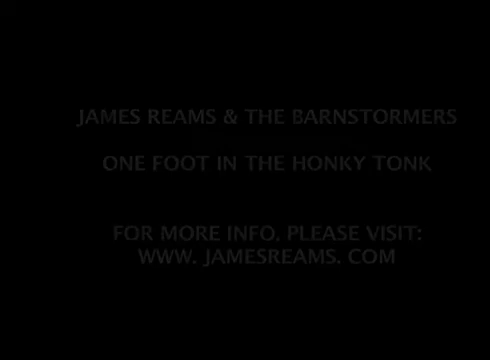 JAMES REAMS & THE BARNSTORMERS
ONE FOOT IN THE HONKY TONK
FOR MORE INFO, PLEASE VISIT:
WWW. JAMESREAMS. COM